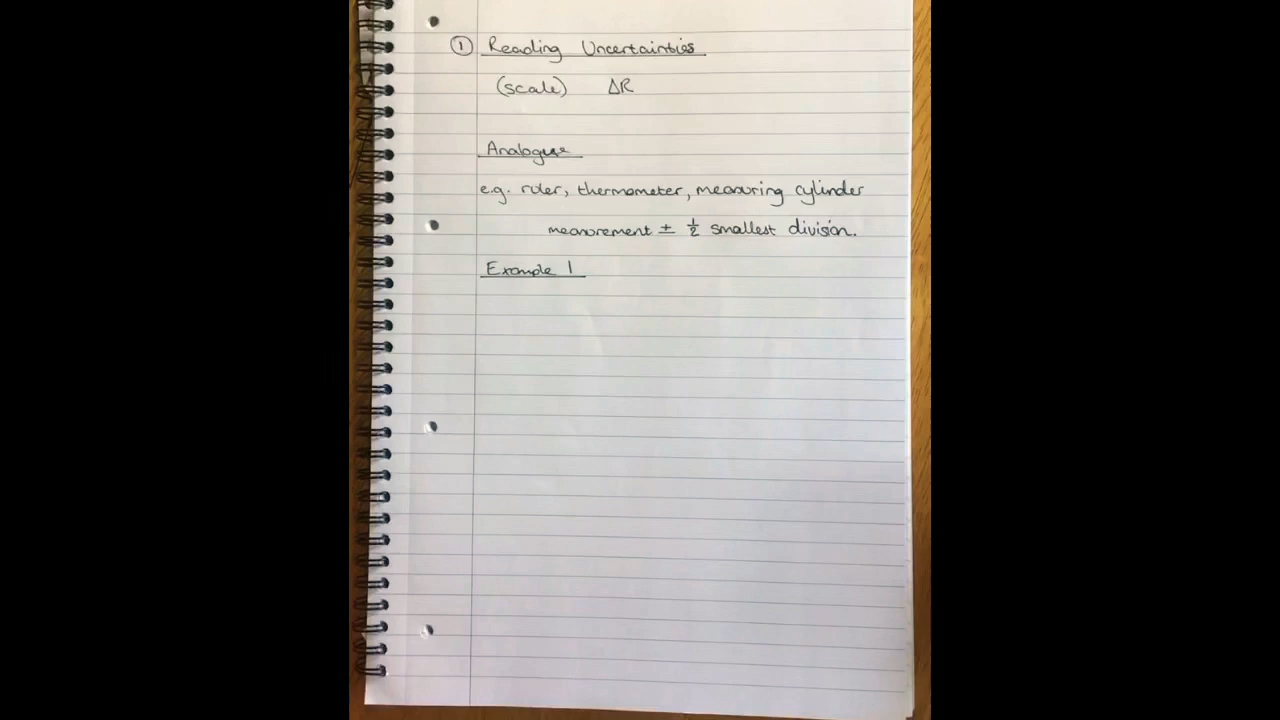 ① Reading Uncertainties
(scale) ΔR
Analogue
e.g. ruler, thermometer, measuring cylinder
measurement ± ½ smallest division.
Example 1